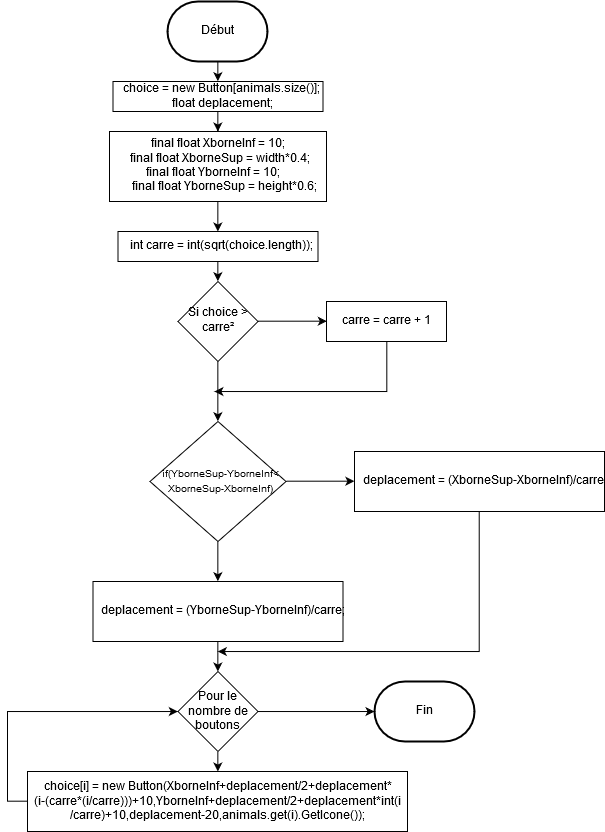 Début
choice = new Button[animals.size()];
float deplacement;
final float XborneInf = 10;
final float XborneSup = width*0.4;
final float YborneInf = 10;
final float YborneSup = height*0.6;
int carre = int(sqrt(choice.length));
Si choice >
carre²
carre = carre + 1
if(YborneSup-YborneInf<
XborneSup-XborneInf)
deplacement = (XborneSup-XborneInf)/carre
deplacement = (YborneSup-YborneInf)/carre;
Pour le
nombre de
boutons
Fin
choice[i] = new Button(XborneInf+deplacement/2+deplacement*
(i-(carre*(i/carre)))+10,YborneInf+deplacement/2+deplacement*int(i
/carre)+10,deplacement-20,animals.get(i).GetIcone());